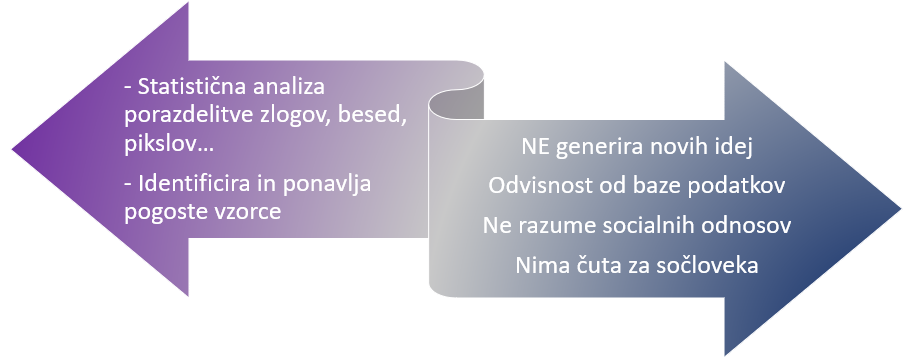 - Statistična analiza
porazdelitve zlogov, besed,
pikslov...
- Identificira in ponavlja
pogoste vzorce
NE generira novih idej
Odvisnost od baze podatkov
Ne razume socialnih odnosov
Nima čuta za sočloveka